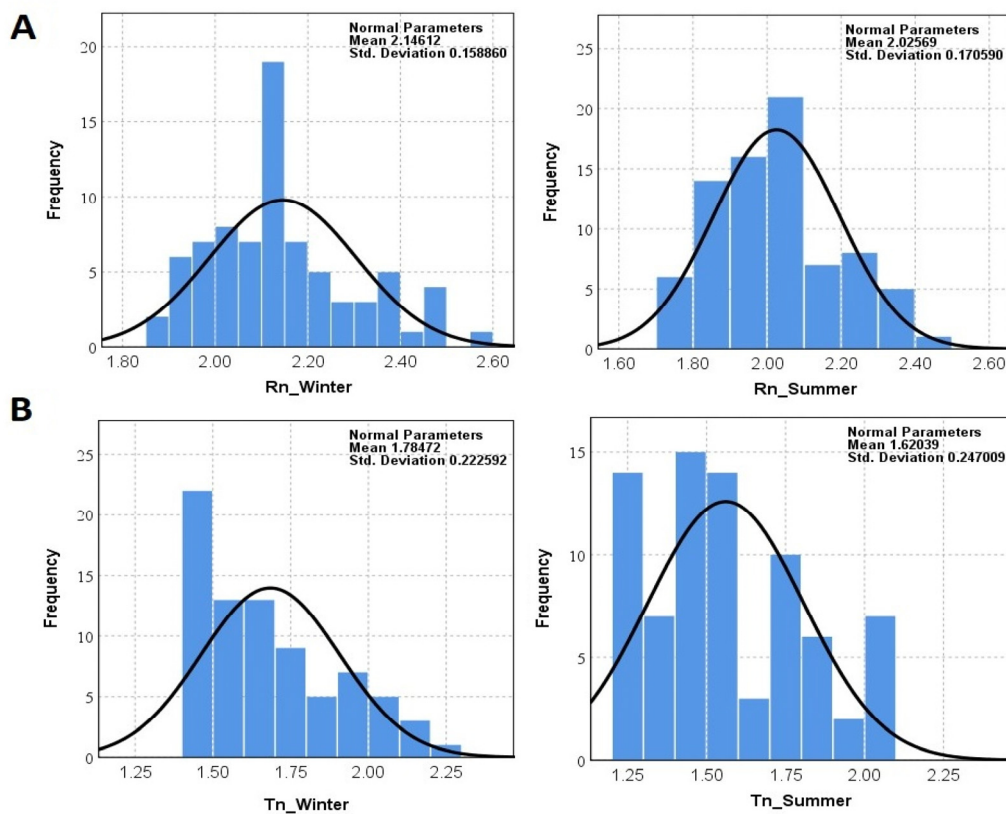 A
Normal Parameters
Mean 2.14612
Std. Deviation 0.158860
20
15
10
5
0
Frequency
1.80 2.00 2.20 2.40 2.60
Rn_Winter
Normal Parameters
Mean 2.02569
Std. Deviation 0.170590
25
20
15
10
5
0
Frequency
1.60 1.80 2.00 2.20 2.40 2.60
Rn_Summer
B
Normal Parameters
Mean 1.78472
Std. Deviation 0.222592
25
20
15
10
5
0
Frequency
1.25 1.50 1.75 2.00 2.25
Tn_Winter
Normal Parameters
Mean 1.62039
Std. Deviation 0.247009
15
10
5
0
Frequency
1.25 1.50 1.75 2.00 2.25
Tn_Summer